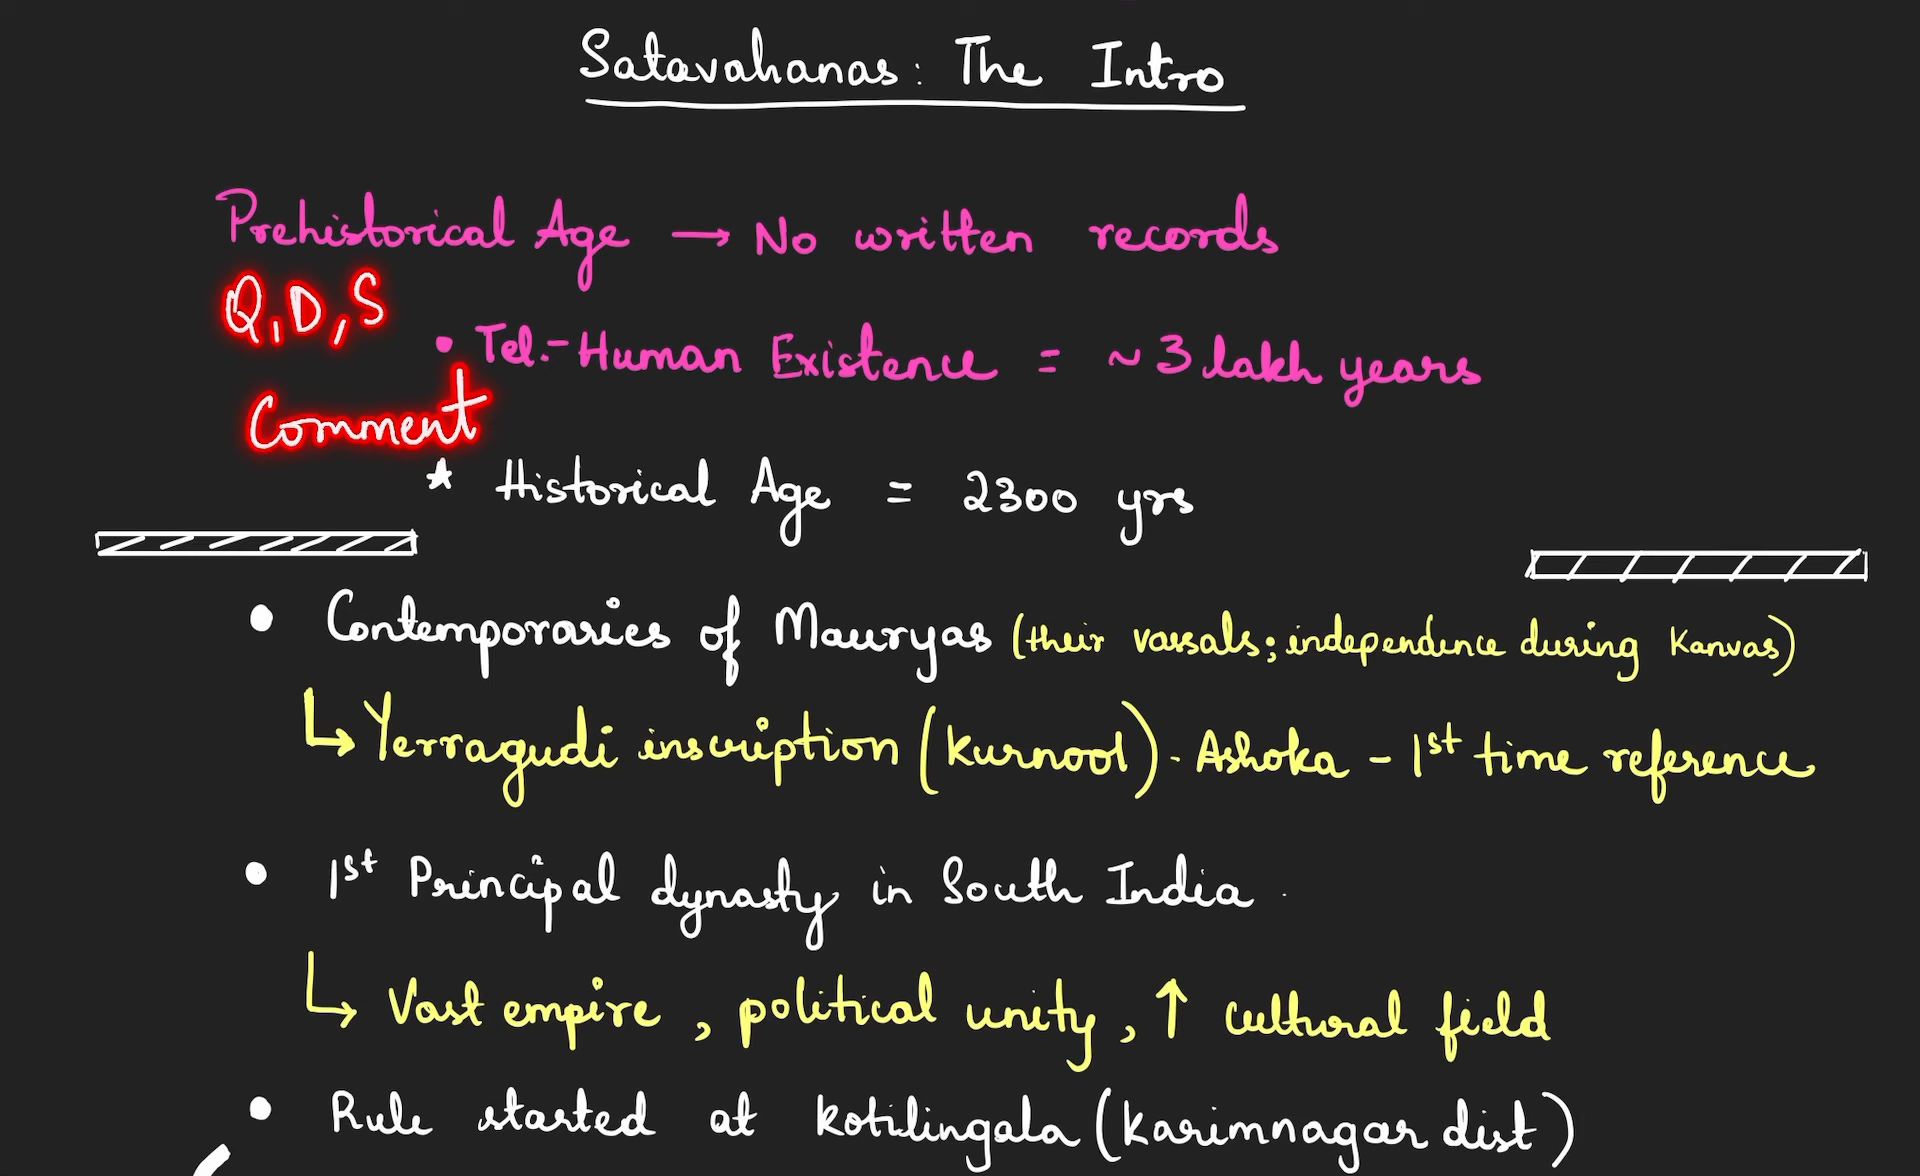 Satavahanas: The Intro
Prehistorical Age → No written records
Q, D, S
• Tel.- Human Existence = ~ 3 lakh years
Comment
* Historical Age = 2300 yrs
• Contemporaries of Mauryas (their vassals; independence during Kanvas)
↳ Yerragudi inscription (Kurnool) - Ashoka - 1st time reference
• 1st Principal dynasty in South India
↳ Vast empire, political unity, ↑ cultural field
• Rule started at Kotilingala (Karimnagar dist)